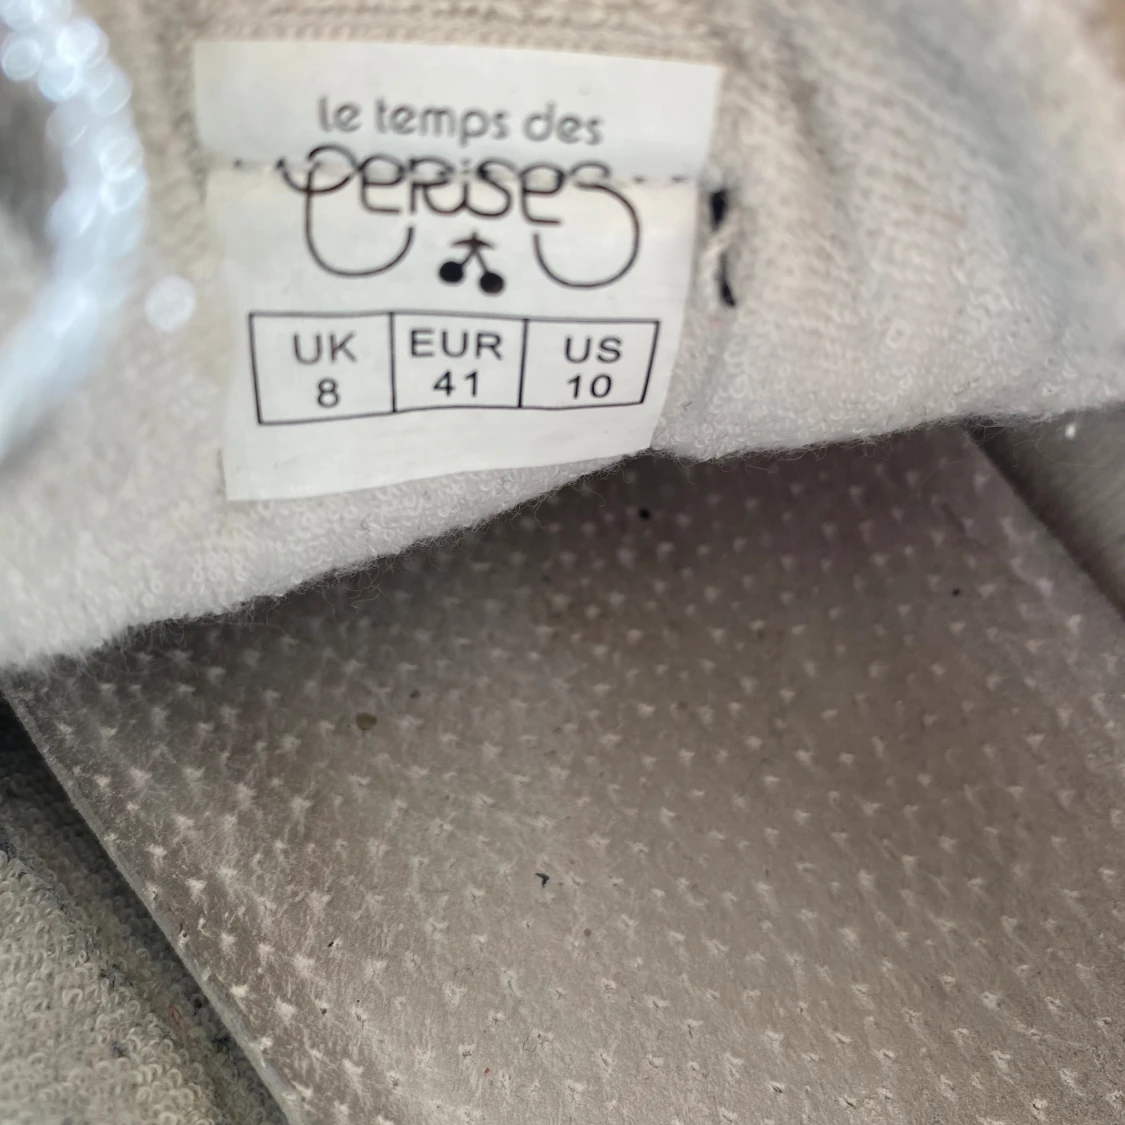 le temps des
cerises
UK EUR US
8 41 10